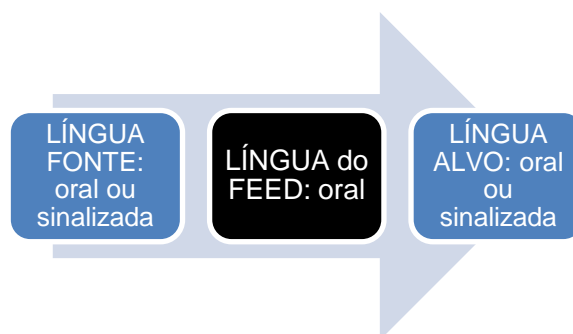 LÍNGUA
FONTE:
oral ou
sinalizada
LÍNGUA do
FEED: oral
LÍNGUA
ALVO: oral
ou
sinalizada